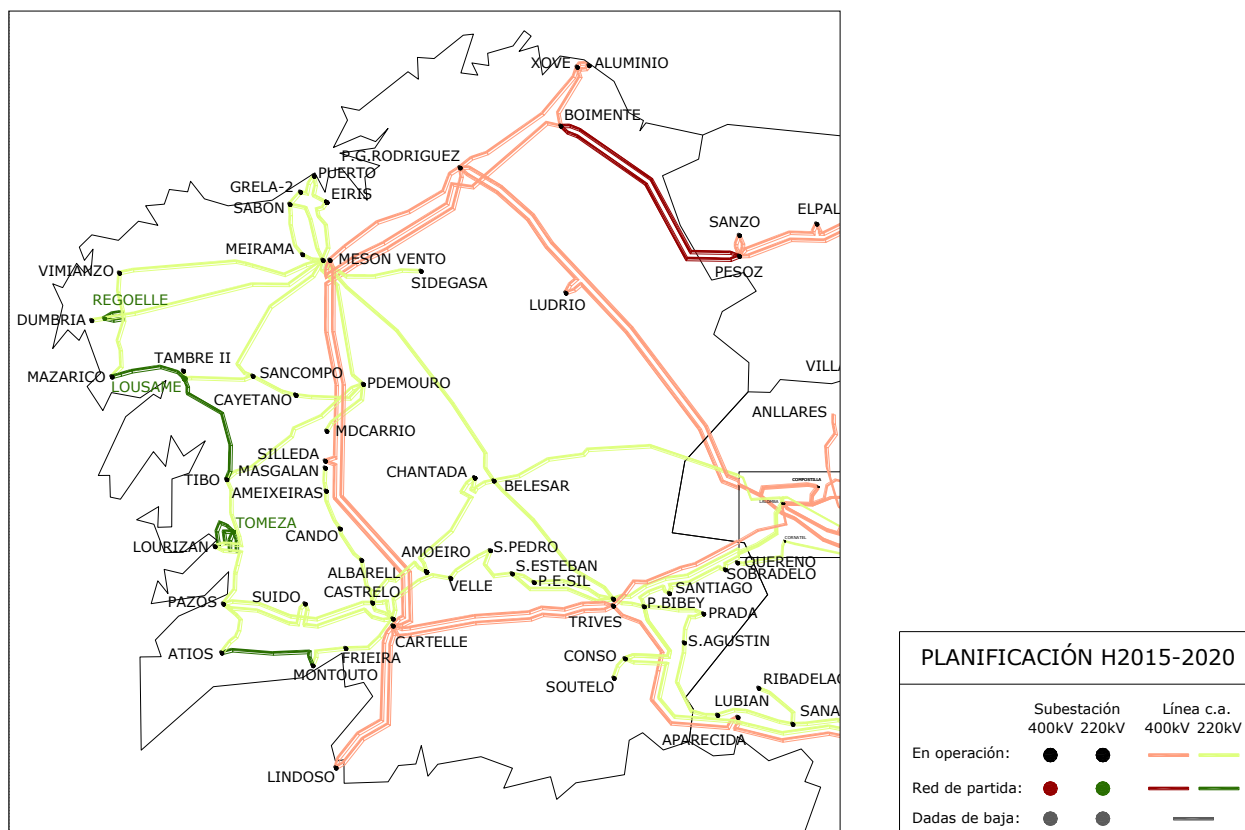 XOVE
ALUMINIO
BOIMENTE
P.G.RODRIGUEZ
PUERTO
GRELA-2
EIRIS
SABON
SANZO
ELPAL
MEIRAMA
MESON VENTO
VIMIANZO
SIDEGASA
PESOZ
REGOELLE
LUDRIO
DUMBRIA
TAMBRE II
MAZARICO
LOUSAME
SANCOMPO
PDEMOURO
VILLA
CAYETANO
ANLLARES
MDCARRIO
SILLEDA
MASGALAN
CHANTADA
COMPOSTILLA
TIBO
AMEIXEIRAS
BELESAR
LALOMBA
TOMEZA
CANDO
CORNATEL
LOURIZAN
AMOEIRO
S.PEDRO
S.ESTEBAN
QUERENO
ALBARELL
VELLE
P.E.SIL
SOBRADELO
PAZOS
SUIDO
CASTRELO
SANTIAGO
P.BIBEY
TRIVES
PRADA
CARTELLE
ATIOS
FRIEIRA
S.AGUSTIN
MONTOUTO
CONSO
SOUTELO
RIBADELAG
LUBIAN
SANA
APARECIDA
LINDOSO
PLANIFICACIÓN H2015-2020
Subestación Línea c.a.
400kV 220kV 400kV 220kV
En operación:
Red de partida:
Dadas de baja: